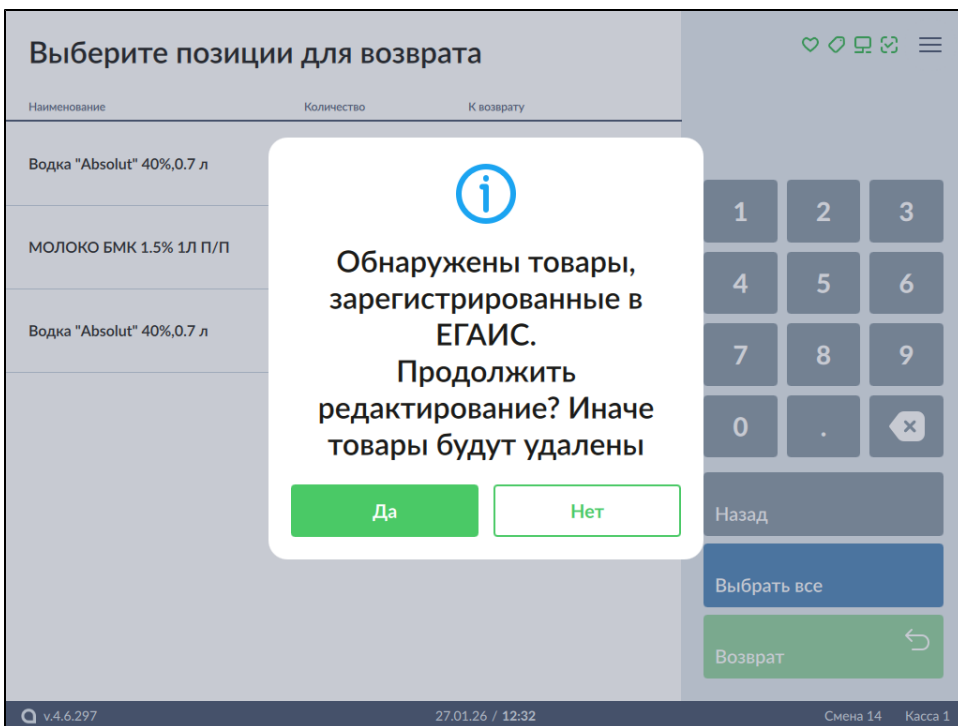 Выберите позиции для возврата
Наименование Количество К возврату
Водка "Absolut" 40%,0.7 л
МОЛОКО БМК 1.5% 1Л П/П
Водка "Absolut" 40%,0.7 л
Обнаружены товары,
зарегистрированные в
ЕГАИС.
Продолжить
редактирование? Иначе
товары будут удалены
Да Нет
1 2 3
4 5 6
7 8 9
0 .
Назад
Выбрать все
Возврат
v.4.6.297 27.01.26 / 12:32 Смена 14 Касса 1